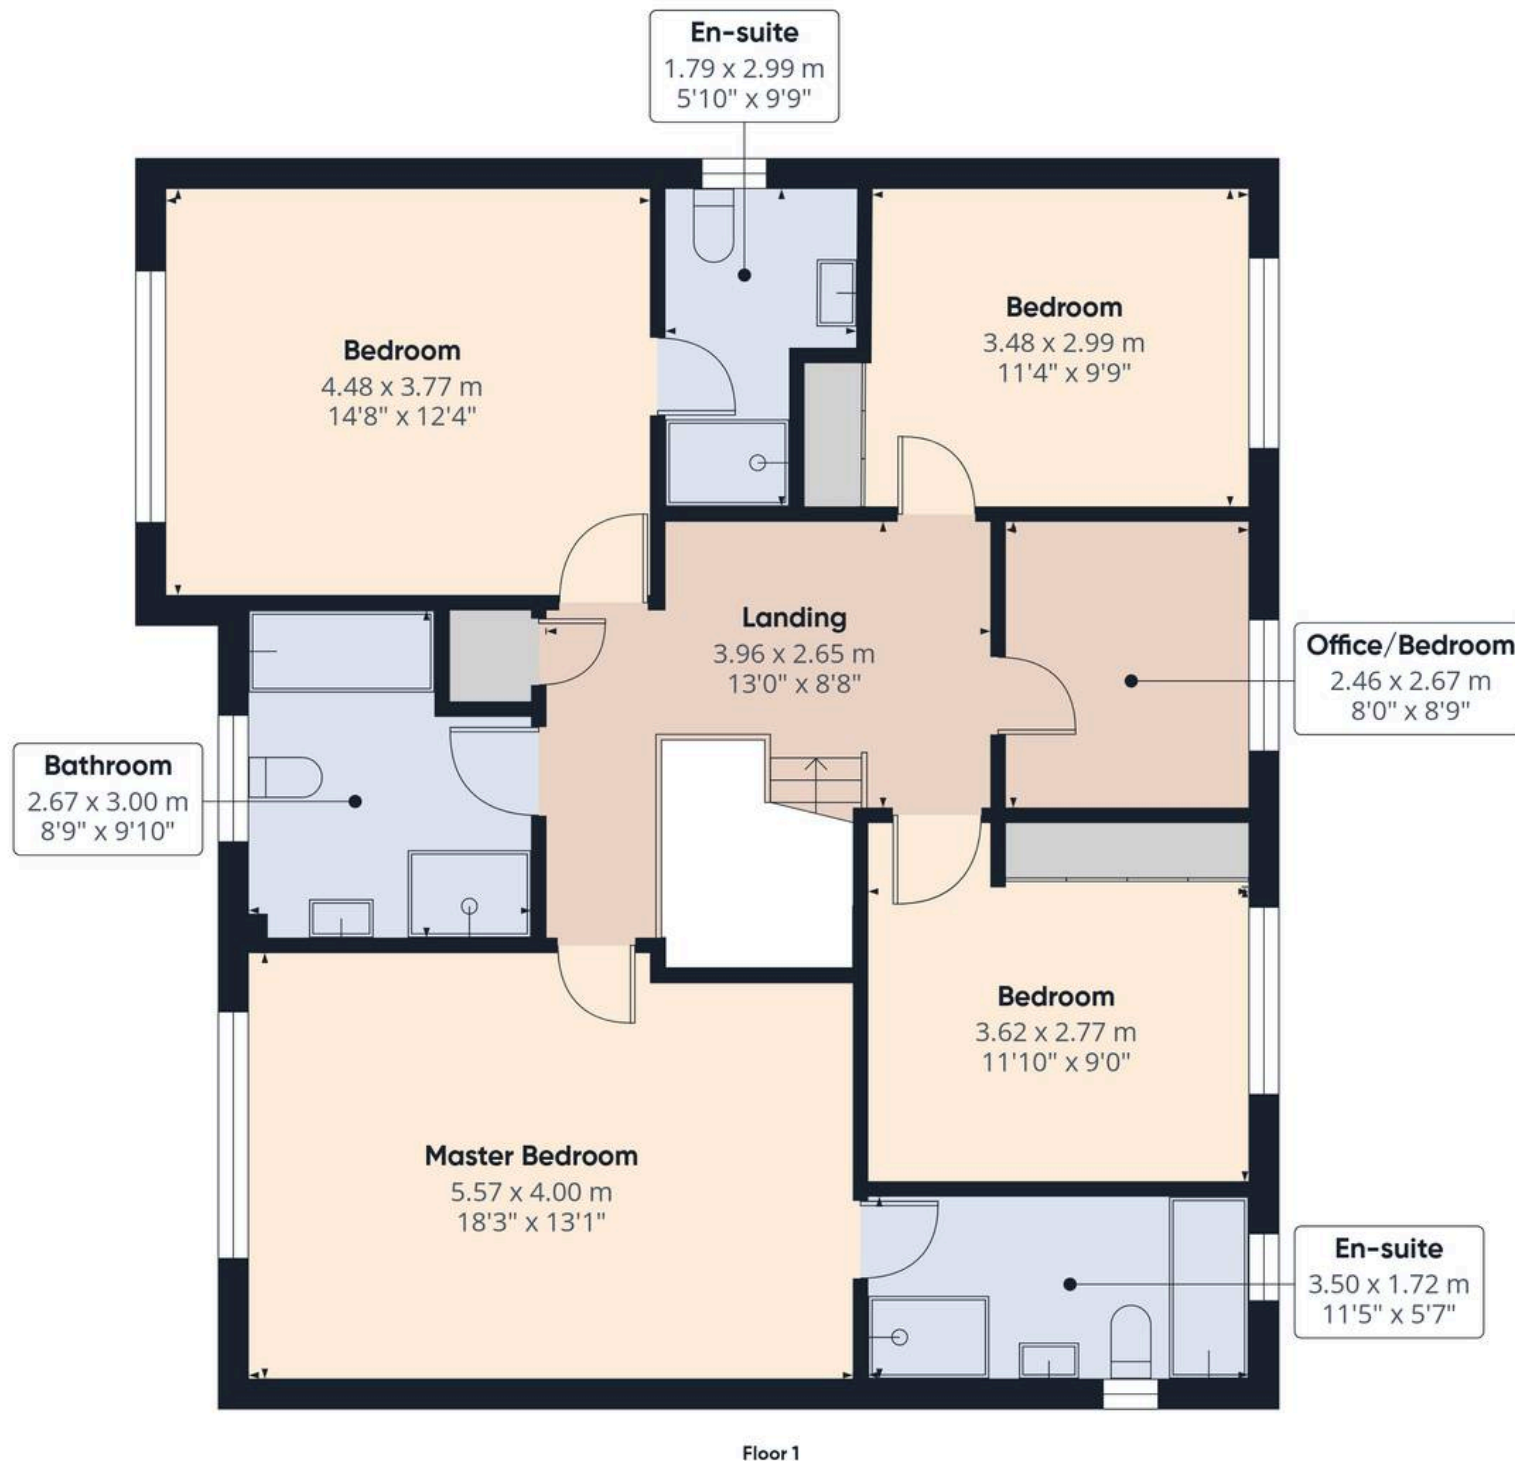 En-suite
1.79 x 2.99 m
5'10" x 9'9"
Bedroom
4.48 x 3.77 m
14'8" x 12'4"
Bedroom
3.48 x 2.99 m
11'4" x 9'9"
Landing
3.96 x 2.65 m
13'0" x 8'8"
Office/Bedroom
2.46 x 2.67 m
8'0" x 8'9"
Bathroom
2.67 x 3.00 m
8'9" x 9'10"
Bedroom
3.62 x 2.77 m
11'10" x 9'0"
Master Bedroom
5.57 x 4.00 m
18'3" x 13'1"
En-suite
3.50 x 1.72 m
11'5" x 5'7"
Floor 1